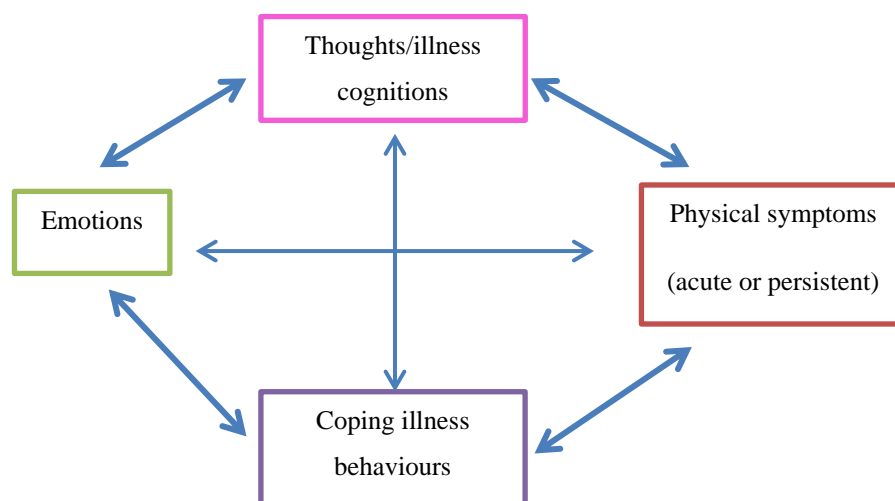 Thoughts/illness
cognitions
Emotions
Physical symptoms
(acute or persistent)
Coping illness
behaviours